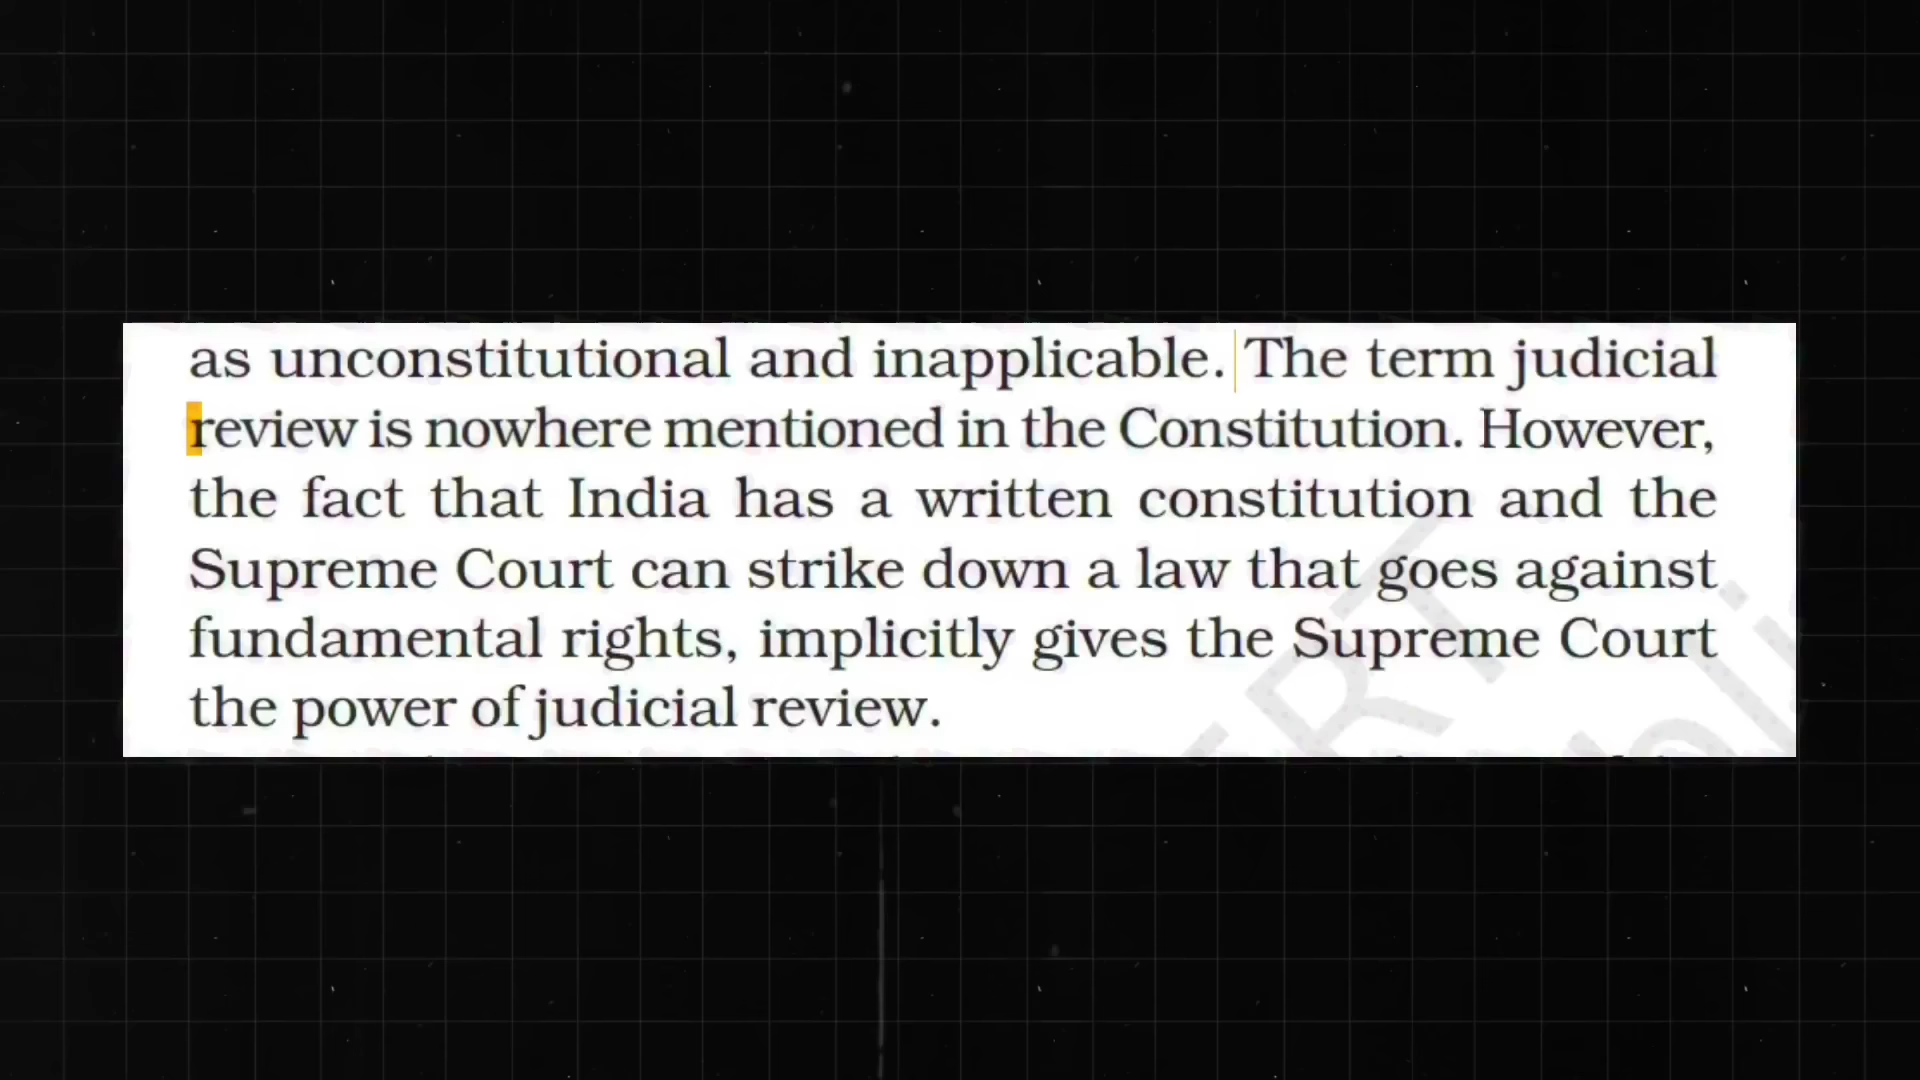 as unconstitutional and inapplicable. The term judicial
review is nowhere mentioned in the Constitution. However,
the fact that India has a written constitution and the
Supreme Court can strike down a law that goes against
fundamental rights, implicitly gives the Supreme Court
the power of judicial review.